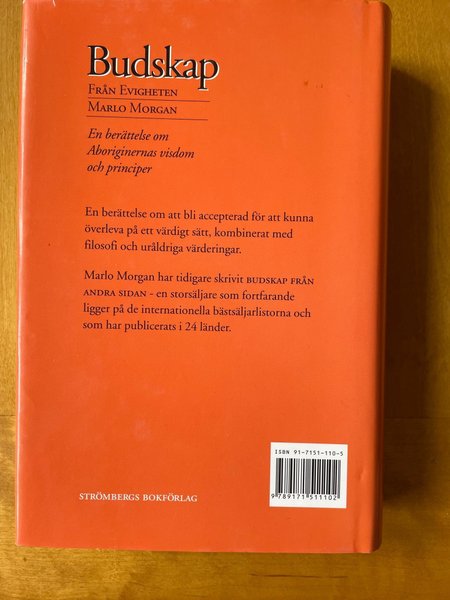 Budskap
FRÅN EVIGHETEN
MARLO MORGAN
En berättelse om
Aboriginernas visdom
och principer
En berättelse om att bli accepterad för att kunna
överleva på ett värdigt sätt, kombinerat med
filosofi och uråldriga värderingar.
Marlo Morgan har tidigare skrivit BUDSKAP FRÅN
ANDRA SIDAN - en storsäljare som fortfarande
ligger på de internationella bästsäljarlistorna och
som har publicerats i 24 länder.
ISBN 91-7151-110-5
9 789171 511102
STRÖMBERGS BOKFÖRLAG